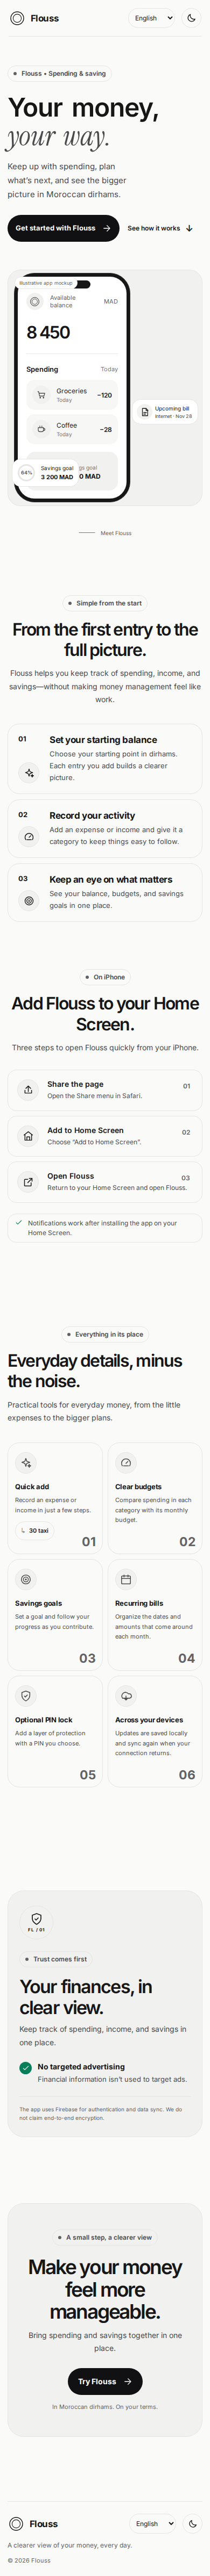 Flouss
English
Flouss • Spending & saving
Your money,
your way.
Keep up with spending, plan
what's next, and see the bigger
picture in Moroccan dirhams.
Get started with Flouss
See how it works
Illustrative app mockup
Available
balance
MAD
8 450
Spending
Today
Groceries
Today
−120
Coffee
Today
−28
Upcoming bill
Internet · Nov 28
64%
Savings goal
3 200 MAD
Meet Flouss
Simple from the start
From the first entry to the
full picture.
Flouss helps you keep track of spending, income, and
savings—without making money management feel like
work.
01
Set your starting balance
Choose your starting point in dirhams.
Each entry you add builds a clearer
picture.
02
Record your activity
Add an expense or income and give it a
category to keep things easy to follow.
03
Keep an eye on what matters
See your balance, budgets, and savings
goals in one place.
On iPhone
Add Flouss to your Home
Screen.
Three steps to open Flouss quickly from your iPhone.
Share the page
Open the Share menu in Safari.
01
Add to Home Screen
Choose “Add to Home Screen”.
02
Open Flouss
Return to your Home Screen and open Flouss.
03
Notifications work after installing the app on your
Home Screen.
Everything in its place
Everyday details, minus
the noise.
Practical tools for everyday money, from the little
expenses to the bigger plans.
Quick add
Record an expense or
income in just a few steps.
30 taxi
01
Clear budgets
Compare spending in each
category with its monthly
budget.
02
Savings goals
Set a goal and follow your
progress as you contribute.
03
Recurring bills
Organize the dates and
amounts that come around
each month.
04
Optional PIN lock
Add a layer of protection
with a PIN you choose.
05
Across your devices
Updates are saved locally
and sync again when your
connection returns.
06
FL / 01
Trust comes first
Your finances, in
clear view.
Keep track of spending, income, and savings in
one place.
No targeted advertising
Financial information isn't used to target ads.
The app uses Firebase for authentication and data sync. We do
not claim end-to-end encryption.
A small step, a clearer view
Make your money
feel more
manageable.
Bring spending and savings together in one
place.
Try Flouss
In Moroccan dirhams. On your terms.
Flouss
English
A clearer view of your money, every day.
© 2026 Flouss